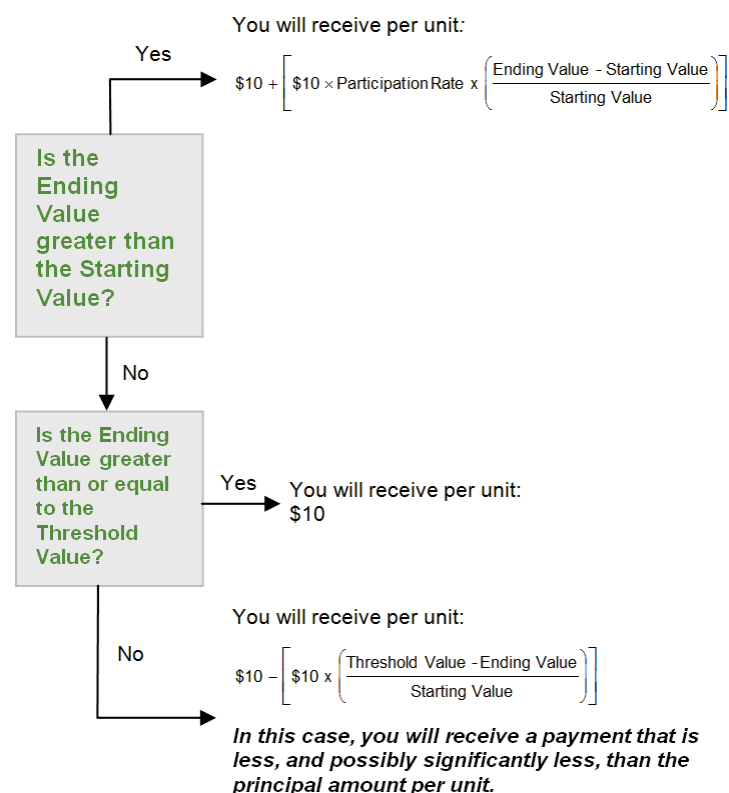 You will receive per unit:
Yes
$10 + [ $10 × Participation Rate x ( Ending Value - Starting Value
Starting Value ) ]
Is the
Ending
Value
greater than
the Starting
Value?
No
Is the Ending
Value greater
than or equal
to the
Threshold
Value?
Yes
You will receive per unit:
$10
No
You will receive per unit:
$10 – [ $10 x ( Threshold Value - Ending Value
Starting Value ) ]
In this case, you will receive a payment that is
less, and possibly significantly less, than the
principal amount per unit.